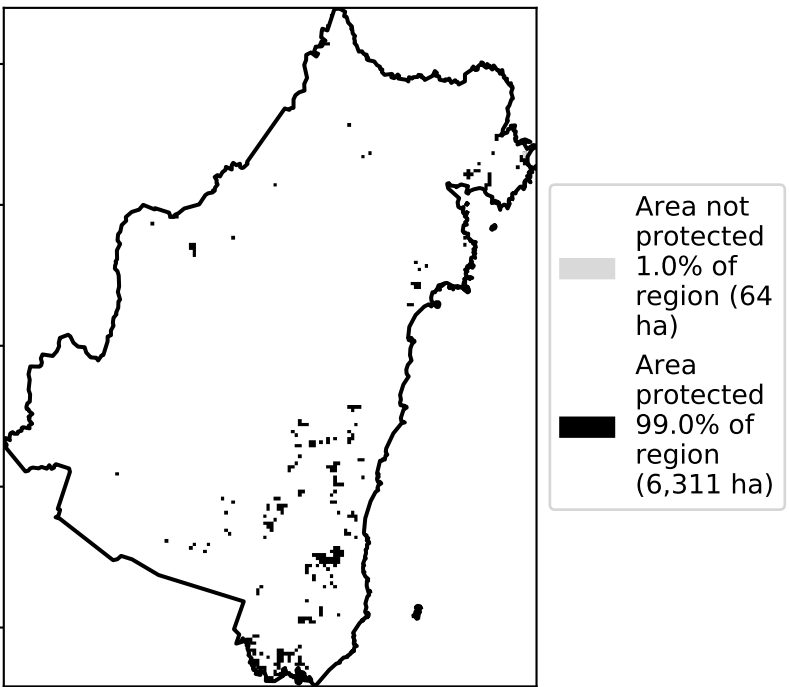 Area not
protected
1.0% of
region (64
ha)
Area
protected
99.0% of
region
(6,311 ha)